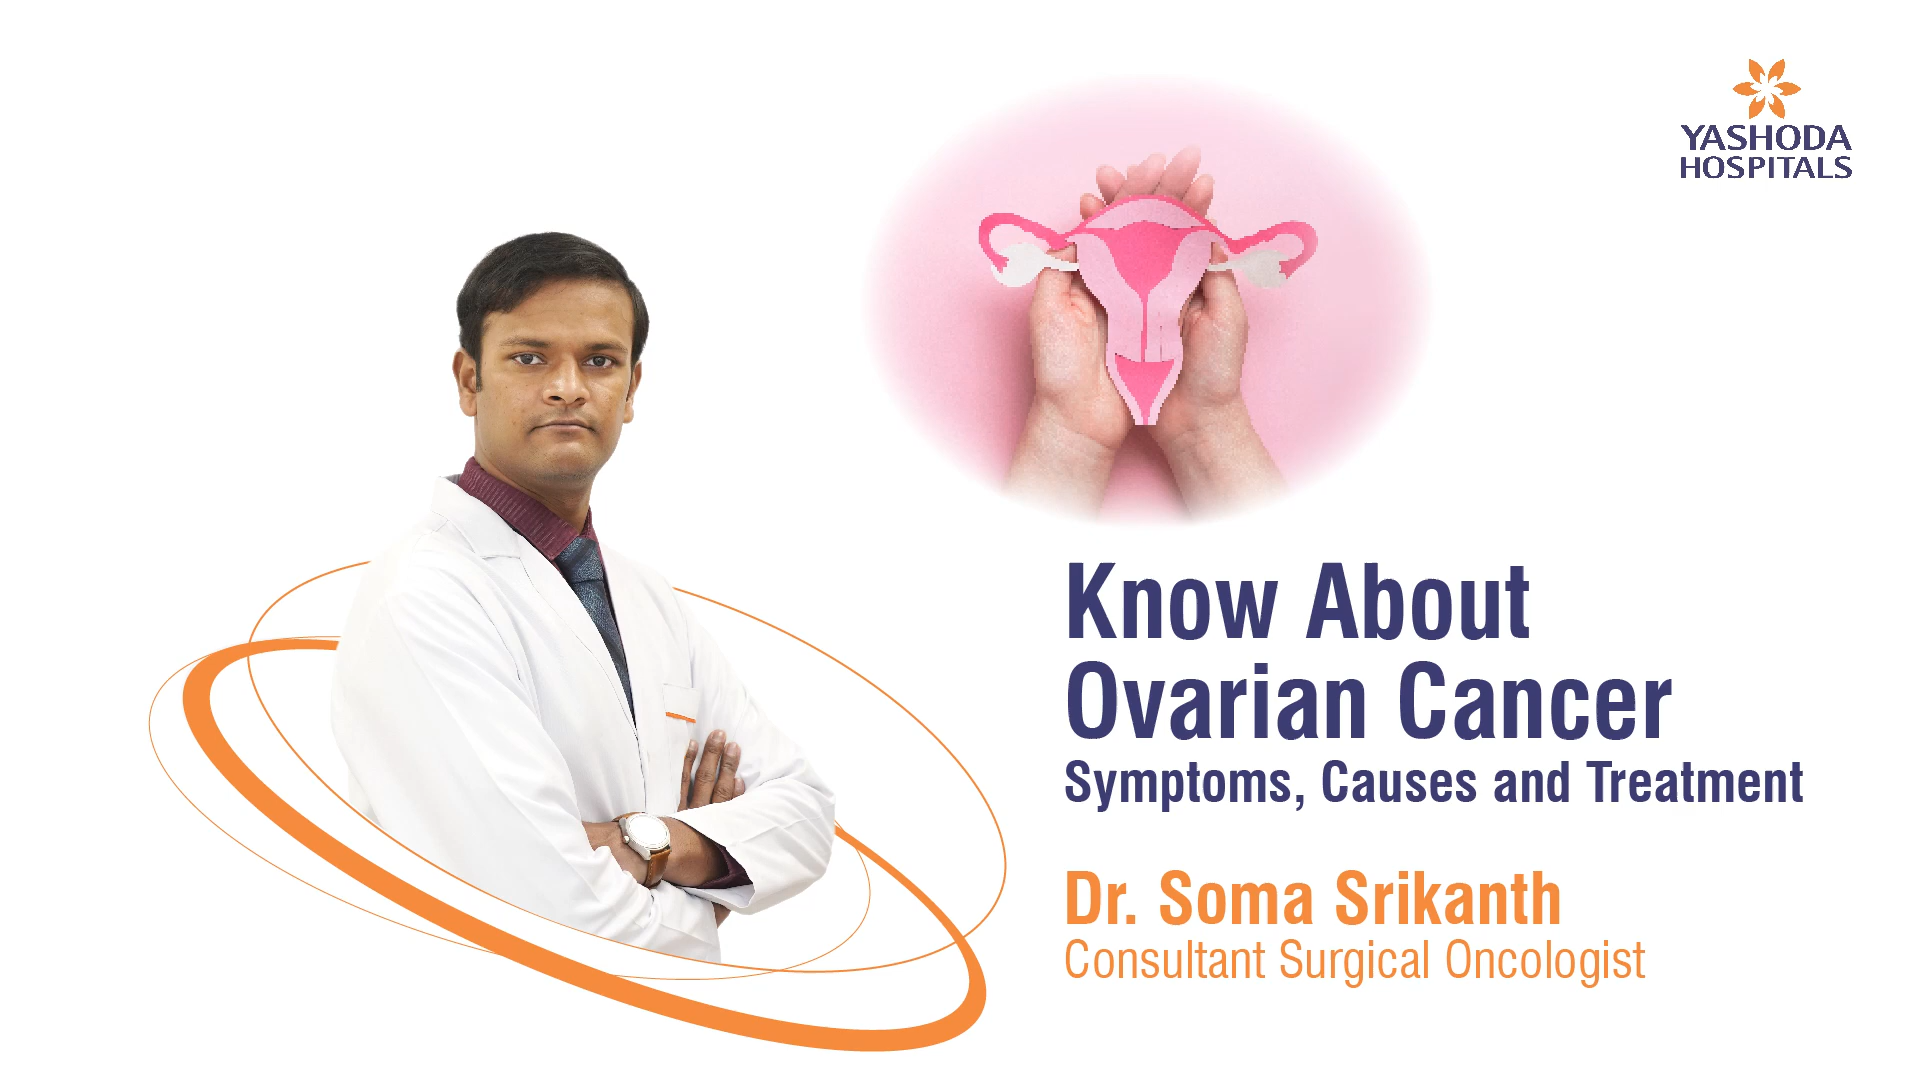 YASHODA
HOSPITALS
Know About
Ovarian Cancer
Symptoms, Causes and Treatment
Dr. Soma Srikanth
Consultant Surgical Oncologist